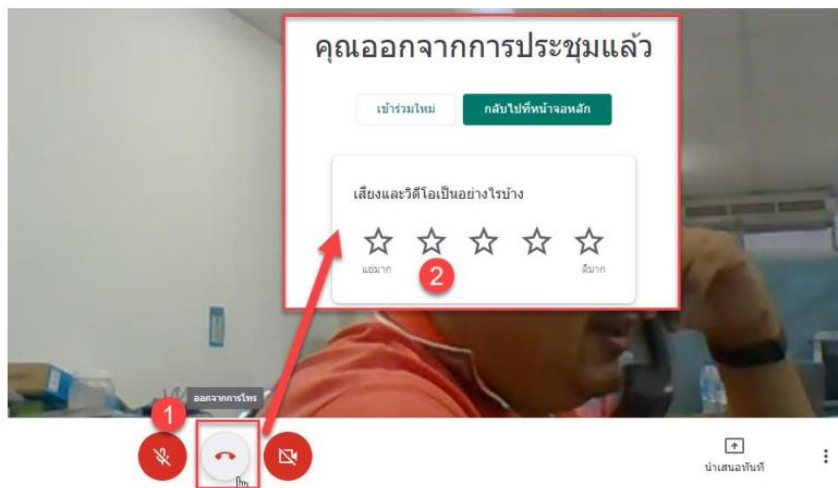 คุณออกจากการประชุมแล้ว
เข้าร่วมใหม่
กลับไปที่หน้าจอหลัก
เสียงและวิดีโอเป็นอย่างไรบ้าง
แย่มาก
ดีมาก
2
ออกจากการโทร
1
นำเสนอทันที